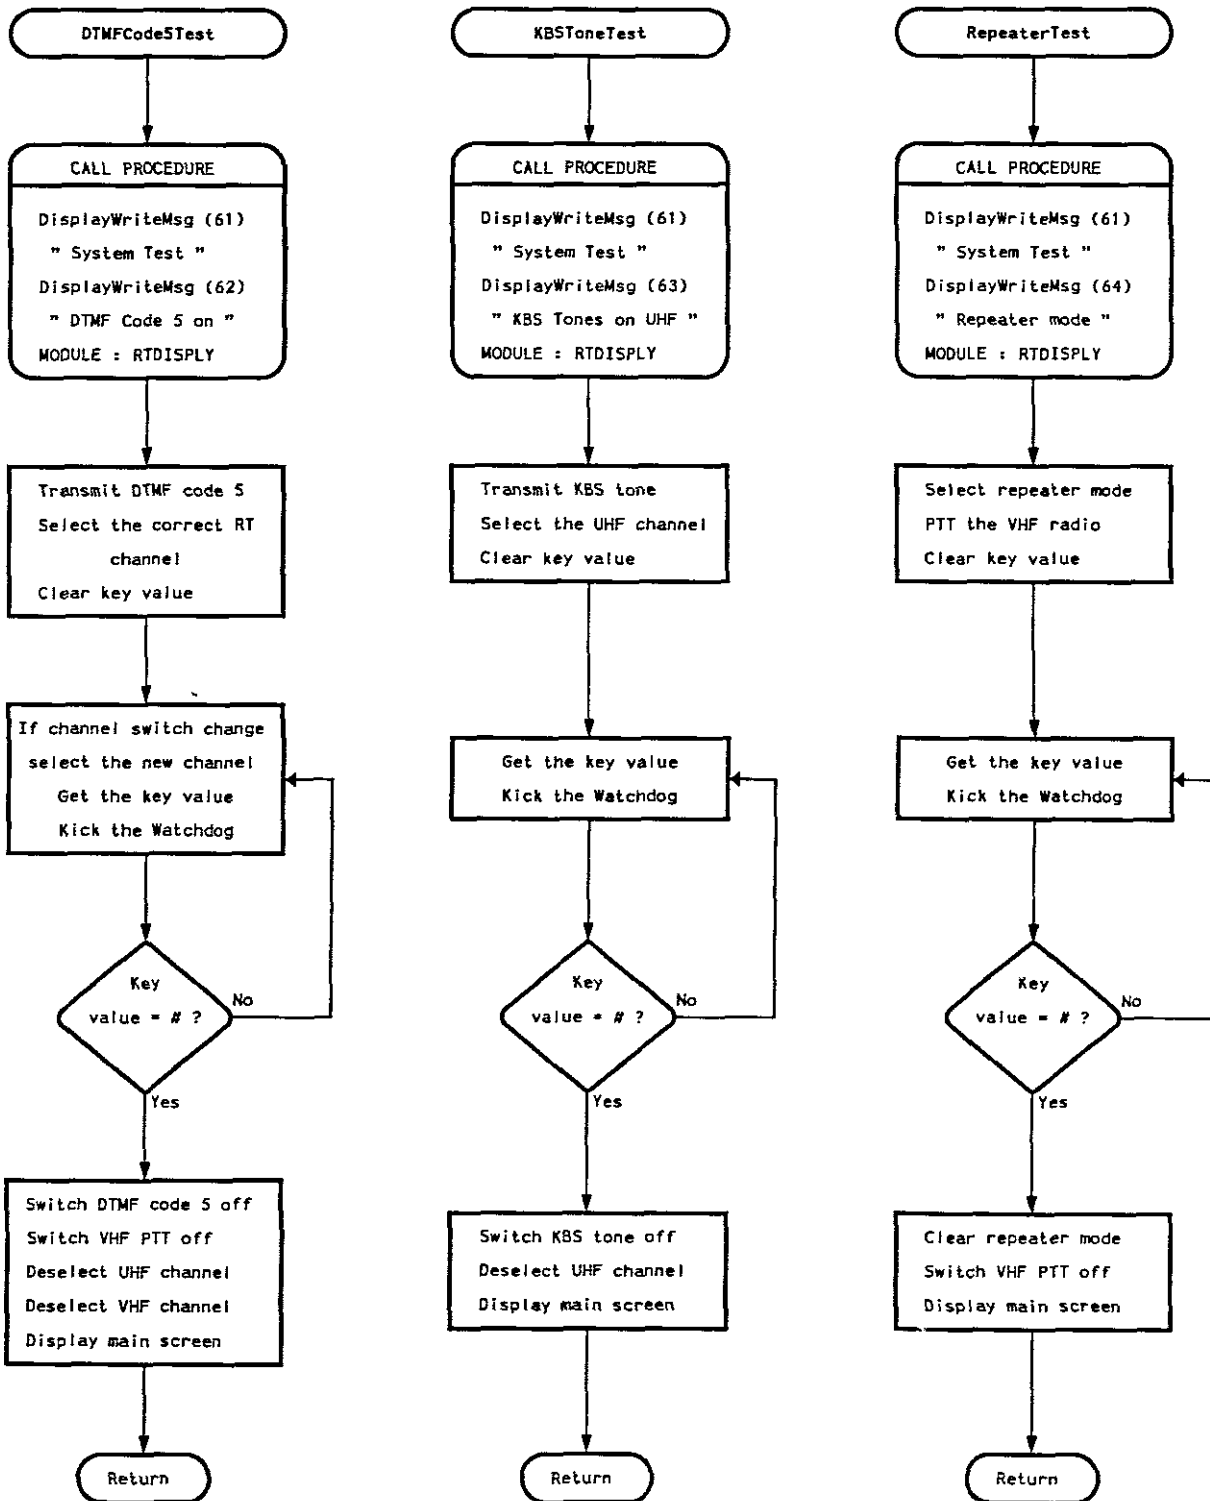 DTMFCode5Test
CALL PROCEDURE
DisplayWriteMsg (61)
" System Test "
DisplayWriteMsg (62)
" DTMF Code 5 on "
MODULE : RTDISPLY
Transmit DTMF code 5
Select the correct RT
channel
Clear key value
If channel switch change
select the new channel
Get the key value
Kick the Watchdog
Key
value = # ?
No
Yes
Switch DTMF code 5 off
Switch VHF PTT off
Deselect UHF channel
Deselect VHF channel
Display main screen
Return
KBSToneTest
CALL PROCEDURE
DisplayWriteMsg (61)
" System Test "
DisplayWriteMsg (63)
" KBS Tones on UHF "
MODULE : RTDISPLY
Transmit KBS tone
Select the UHF channel
Clear key value
Get the key value
Kick the Watchdog
Key
value = # ?
No
Yes
Switch KBS tone off
Deselect UHF channel
Display main screen
Return
RepeaterTest
CALL PROCEDURE
DisplayWriteMsg (61)
" System Test "
DisplayWriteMsg (64)
" Repeater mode "
MODULE : RTDISPLY
Select repeater mode
PTT the VHF radio
Clear key value
Get the key value
Kick the Watchdog
Key
value = # ?
No
Yes
Clear repeater mode
Switch VHF PTT off
Display main screen
Return